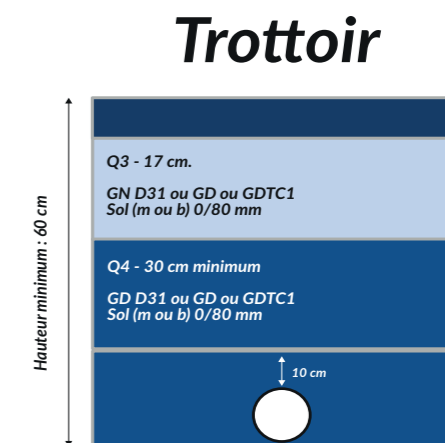 Trottoir
Q3 - 17 cm.
GN D31 ou GD ou GDTC1
Sol (m ou b) 0/80 mm
Hauteur minimum : 60 cm
Q4 - 30 cm minimum
GD D31 ou GD ou GDTC1
Sol (m ou b) 0/80 mm
10 cm